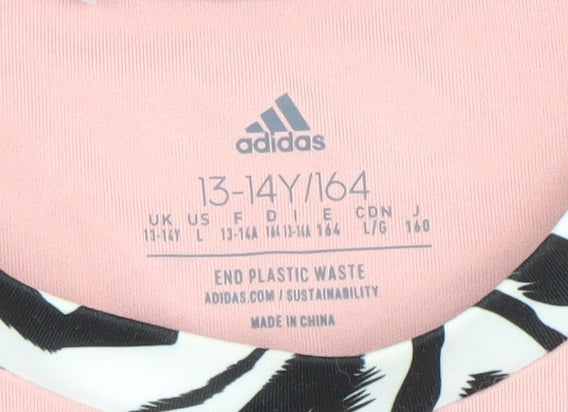 adidas
13-14Y/164
UK US F D I E CDN J
13-14Y L 13-14A 164 13-14A 164 L/G 160
END PLASTIC WASTE
ADIDAS.COM / SUSTAINABILITY
MADE IN CHINA